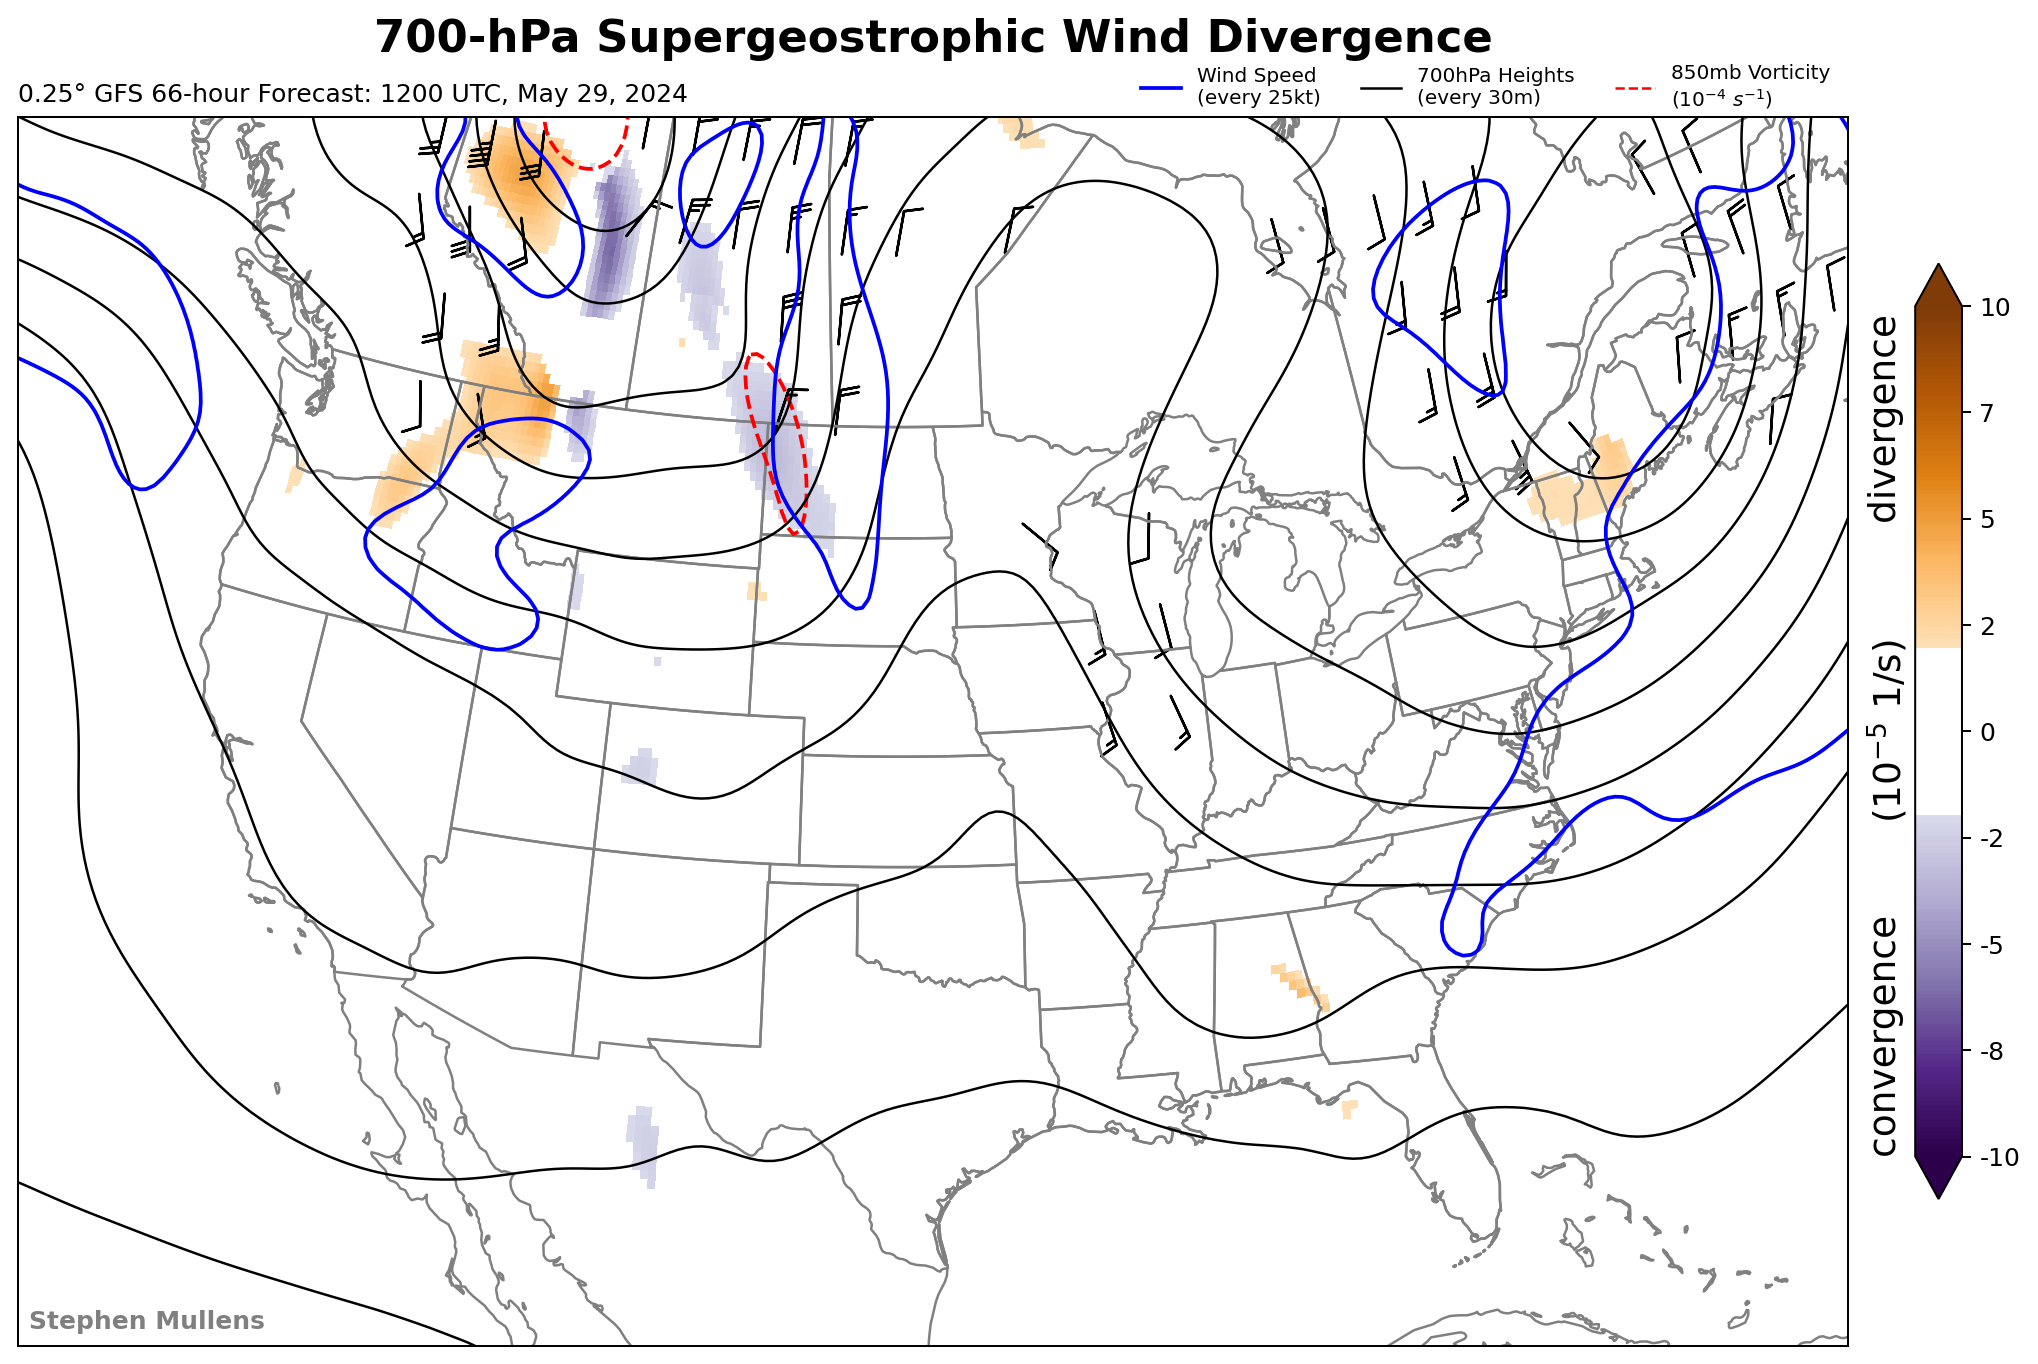 700-hPa Supergeostrophic Wind Divergence
0.25° GFS 66-hour Forecast: 1200 UTC, May 29, 2024
Wind Speed
(every 25kt)
700hPa Heights
(every 30m)
850mb Vorticity
(10⁻⁴ s⁻¹)
10
7
5
2
0
-2
-5
-8
-10
convergence (10⁻⁵ 1/s) divergence
Stephen Mullens